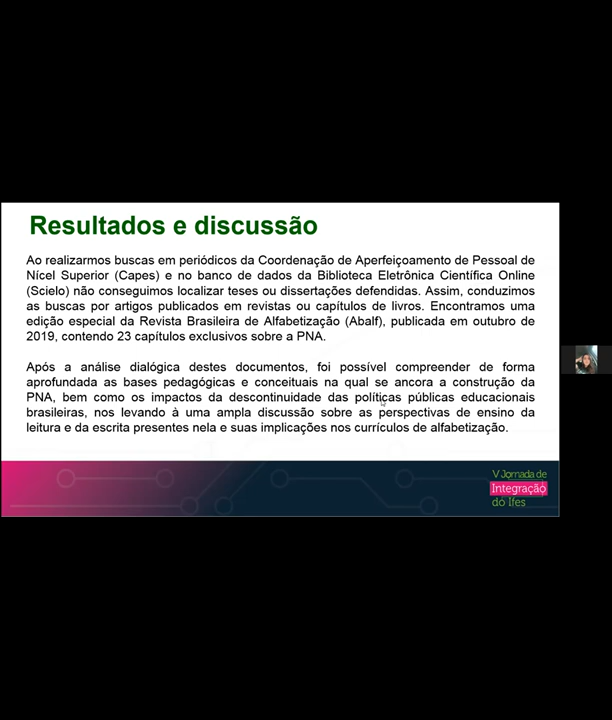 Resultados e discussão
Ao realizarmos buscas em periódicos da Coordenação de Aperfeiçoamento de Pessoal de
Nícel Superior (Capes) e no banco de dados da Biblioteca Eletrônica Científica Online
(Scielo) não conseguimos localizar teses ou dissertações defendidas. Assim, conduzimos
as buscas por artigos publicados em revistas ou capítulos de livros. Encontramos uma
edição especial da Revista Brasileira de Alfabetização (Abalf), publicada em outubro de
2019, contendo 23 capítulos exclusivos sobre a PNA.
Após a análise dialógica destes documentos, foi possível compreender de forma
aprofundada as bases pedagógicas e conceituais na qual se ancora a construção da
PNA, bem como os impactos da descontinuidade das políticas públicas educacionais
brasileiras, nos levando à uma ampla discussão sobre as perspectivas de ensino da
leitura e da escrita presentes nela e suas implicações nos currículos de alfabetização.
V Jornada de
Integração
do Ifes